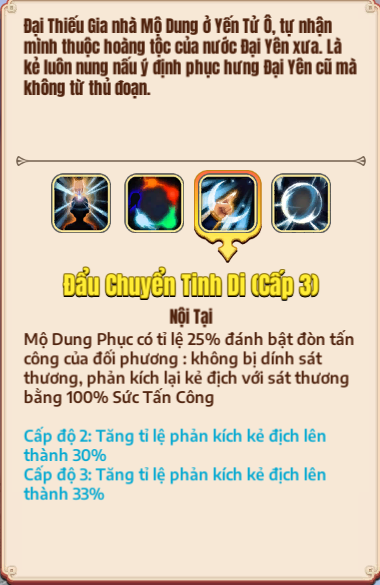 Đại Thiếu Gia nhà Mộ Dung ở Yến Tử Ổ, tự nhận
mình thuộc hoàng tộc của nước Đại Yên xưa. Là
kẻ luôn nung nấu ý định phục hưng Đại Yên cũ mà
không từ thủ đoạn.
Đẩu Chuyển Tinh Di (Cấp 3)
Nội Tại
Mộ Dung Phục có tỉ lệ 25% đánh bật đòn tấn
công của đối phương : không bị dính sát
thương, phản kích lại kẻ địch với sát thương
bằng 100% Sức Tấn Công
Cấp độ 2: Tăng tỉ lệ phản kích kẻ địch lên
thành 30%
Cấp độ 3: Tăng tỉ lệ phản kích kẻ địch lên
thành 33%